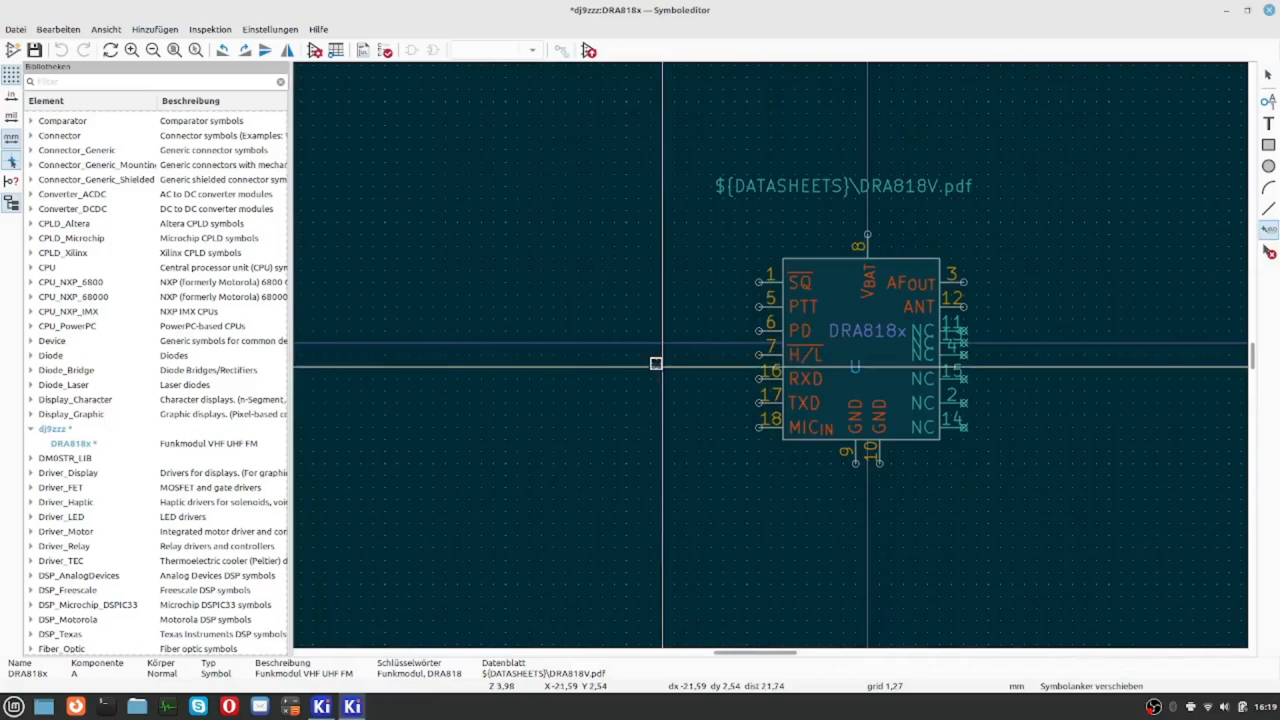 *dj9zzz:DRA818x — Symboleditor
Datei Bearbeiten Ansicht Hinzufügen Inspektion Einstellungen Hilfe
Bibliotheken
Filter
Element Beschreibung
Comparator Comparator symbols
Connector Connector symbols (Examples:
Connector_Generic Generic connector symbols
Connector_Generic_Mounting Generic connectors with mechan
Connector_Generic_Shielded Generic shielded connector symb
Converter_ACDC AC to DC converter modules
Converter_DCDC DC to DC converter modules
CPLD_Altera Altera CPLD symbols
CPLD_Microchip Microchip CPLD symbols
CPLD_Xilinx Xilinx CPLD symbols
CPU Central processor unit (CPU) sym
CPU_NXP_6800 NXP (formerly Motorola) 6800
CPU_NXP_68000 NXP (formerly Motorola) 68000
CPU_NXP_IMX NXP IMX CPUs
CPU_PowerPC PowerPC-based CPUs
Device Generic symbols for common de
Diode Diodes
Diode_Bridge Diode Bridges/Rectifiers
Diode_Laser Laser diodes
Display_Character Character displays. (n-Segment,
Display_Graphic Graphic displays. (Pixel-based co
dj9zzz *
DRA818x * Funkmodul VHF UHF FM
DM0STR_LIB
Driver_Display Drivers for displays. (For graphic
Driver_FET MOSFET and gate drivers
Driver_Haptic Haptic drivers for solenoids, voi
Driver_LED LED drivers
Driver_Motor Integrated motor driver and cont
Driver_Relay Relay drivers and controllers
Driver_TEC Thermoelectric cooler (Peltier) d
DSP_AnalogDevices Analog Devices DSP symbols
DSP_Freescale Freescale DSP symbols
DSP_Microchip_DSPIC33 Microchip DSPIC33 symbols
DSP_Motorola Motorola DSP symbols
DSP_Texas Texas Instruments DSP symbols
Fiber_Optic Fiber optic symbols
in
mil
mm
${DATASHEETS}\DRA818V.pdf
8
VBAT
1 SQ AFOUT 3
5 PTT ANT 12
6 PD DRA818x NC 11
7 H/L NC 4
U
16 RXD NC 15
17 TXD NC 2
18 MICIN NC 14
GND GND
9 10
Name Komponente Körper Typ Beschreibung Schlüsselwörter Datenblatt
DRA818x A Normal Symbol Funkmodul VHF UHF FM Funkmodul, DRA818 ${DATASHEETS}\DRA818V.pdf
Z 3,98 X -21,59 Y 2,54 dx -21,59 dy 2,54 dist 21,74 grid 1,27 mm Symbolanker verschieben
16:19